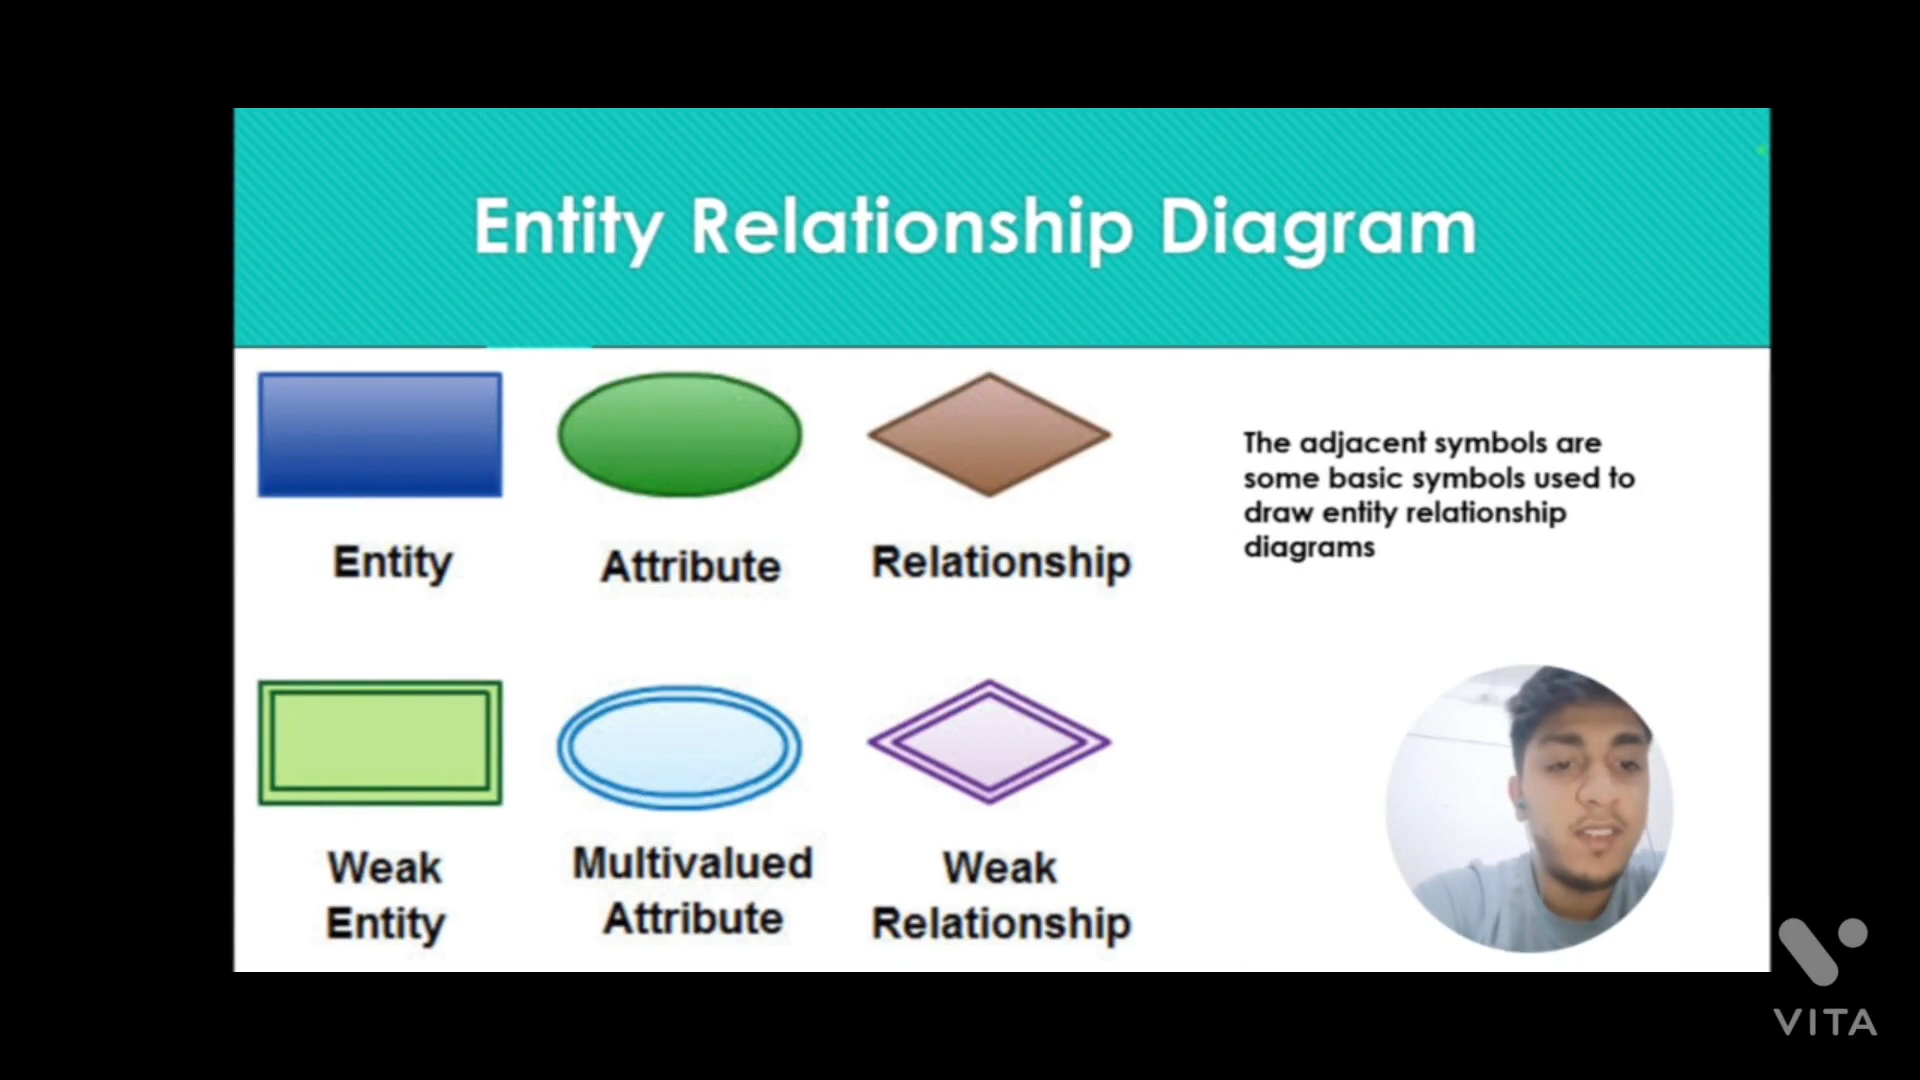 Entity Relationship Diagram
The adjacent symbols are
some basic symbols used to
draw entity relationship
diagrams
Entity
Attribute
Relationship
Weak
Entity
Multivalued
Attribute
Weak
Relationship
VITA